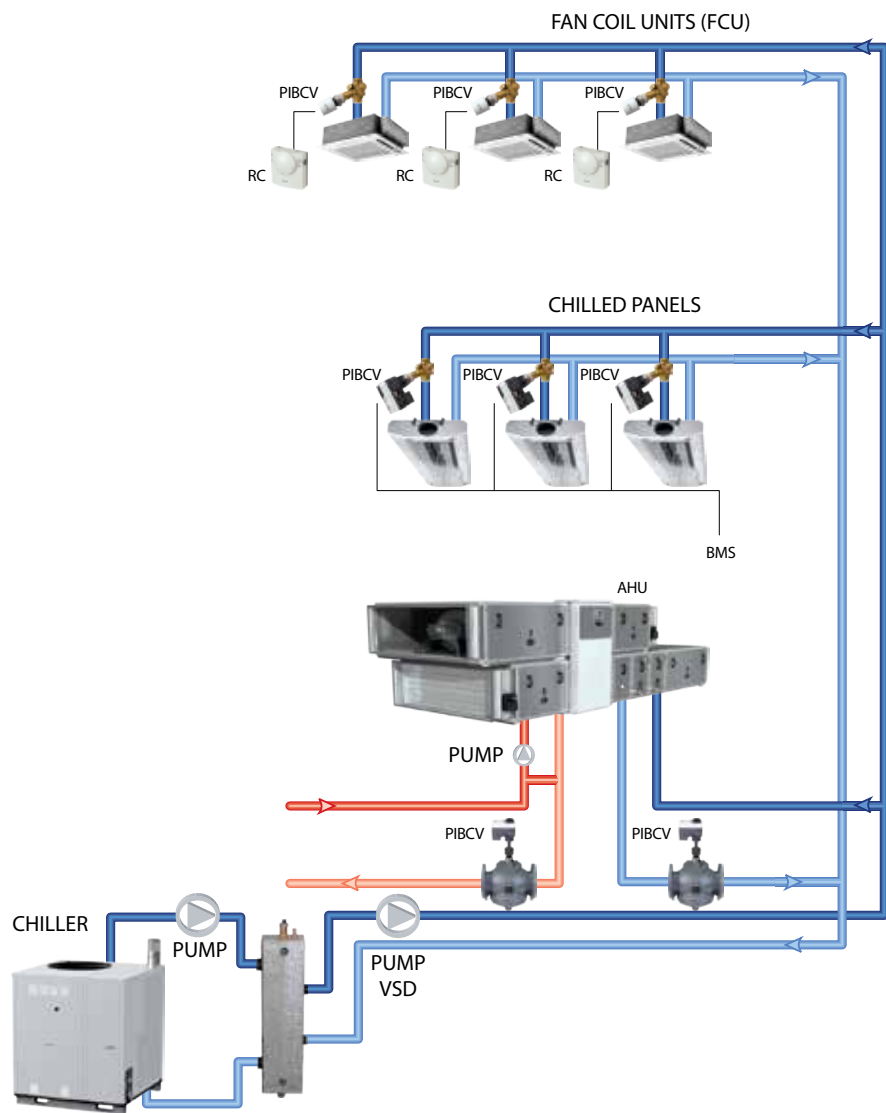 FAN COIL UNITS (FCU)
PIBCV
PIBCV
PIBCV
RC
RC
RC
CHILLED PANELS
PIBCV
PIBCV
PIBCV
BMS
AHU
PUMP
PIBCV
PIBCV
CHILLER
PUMP
PUMP
VSD